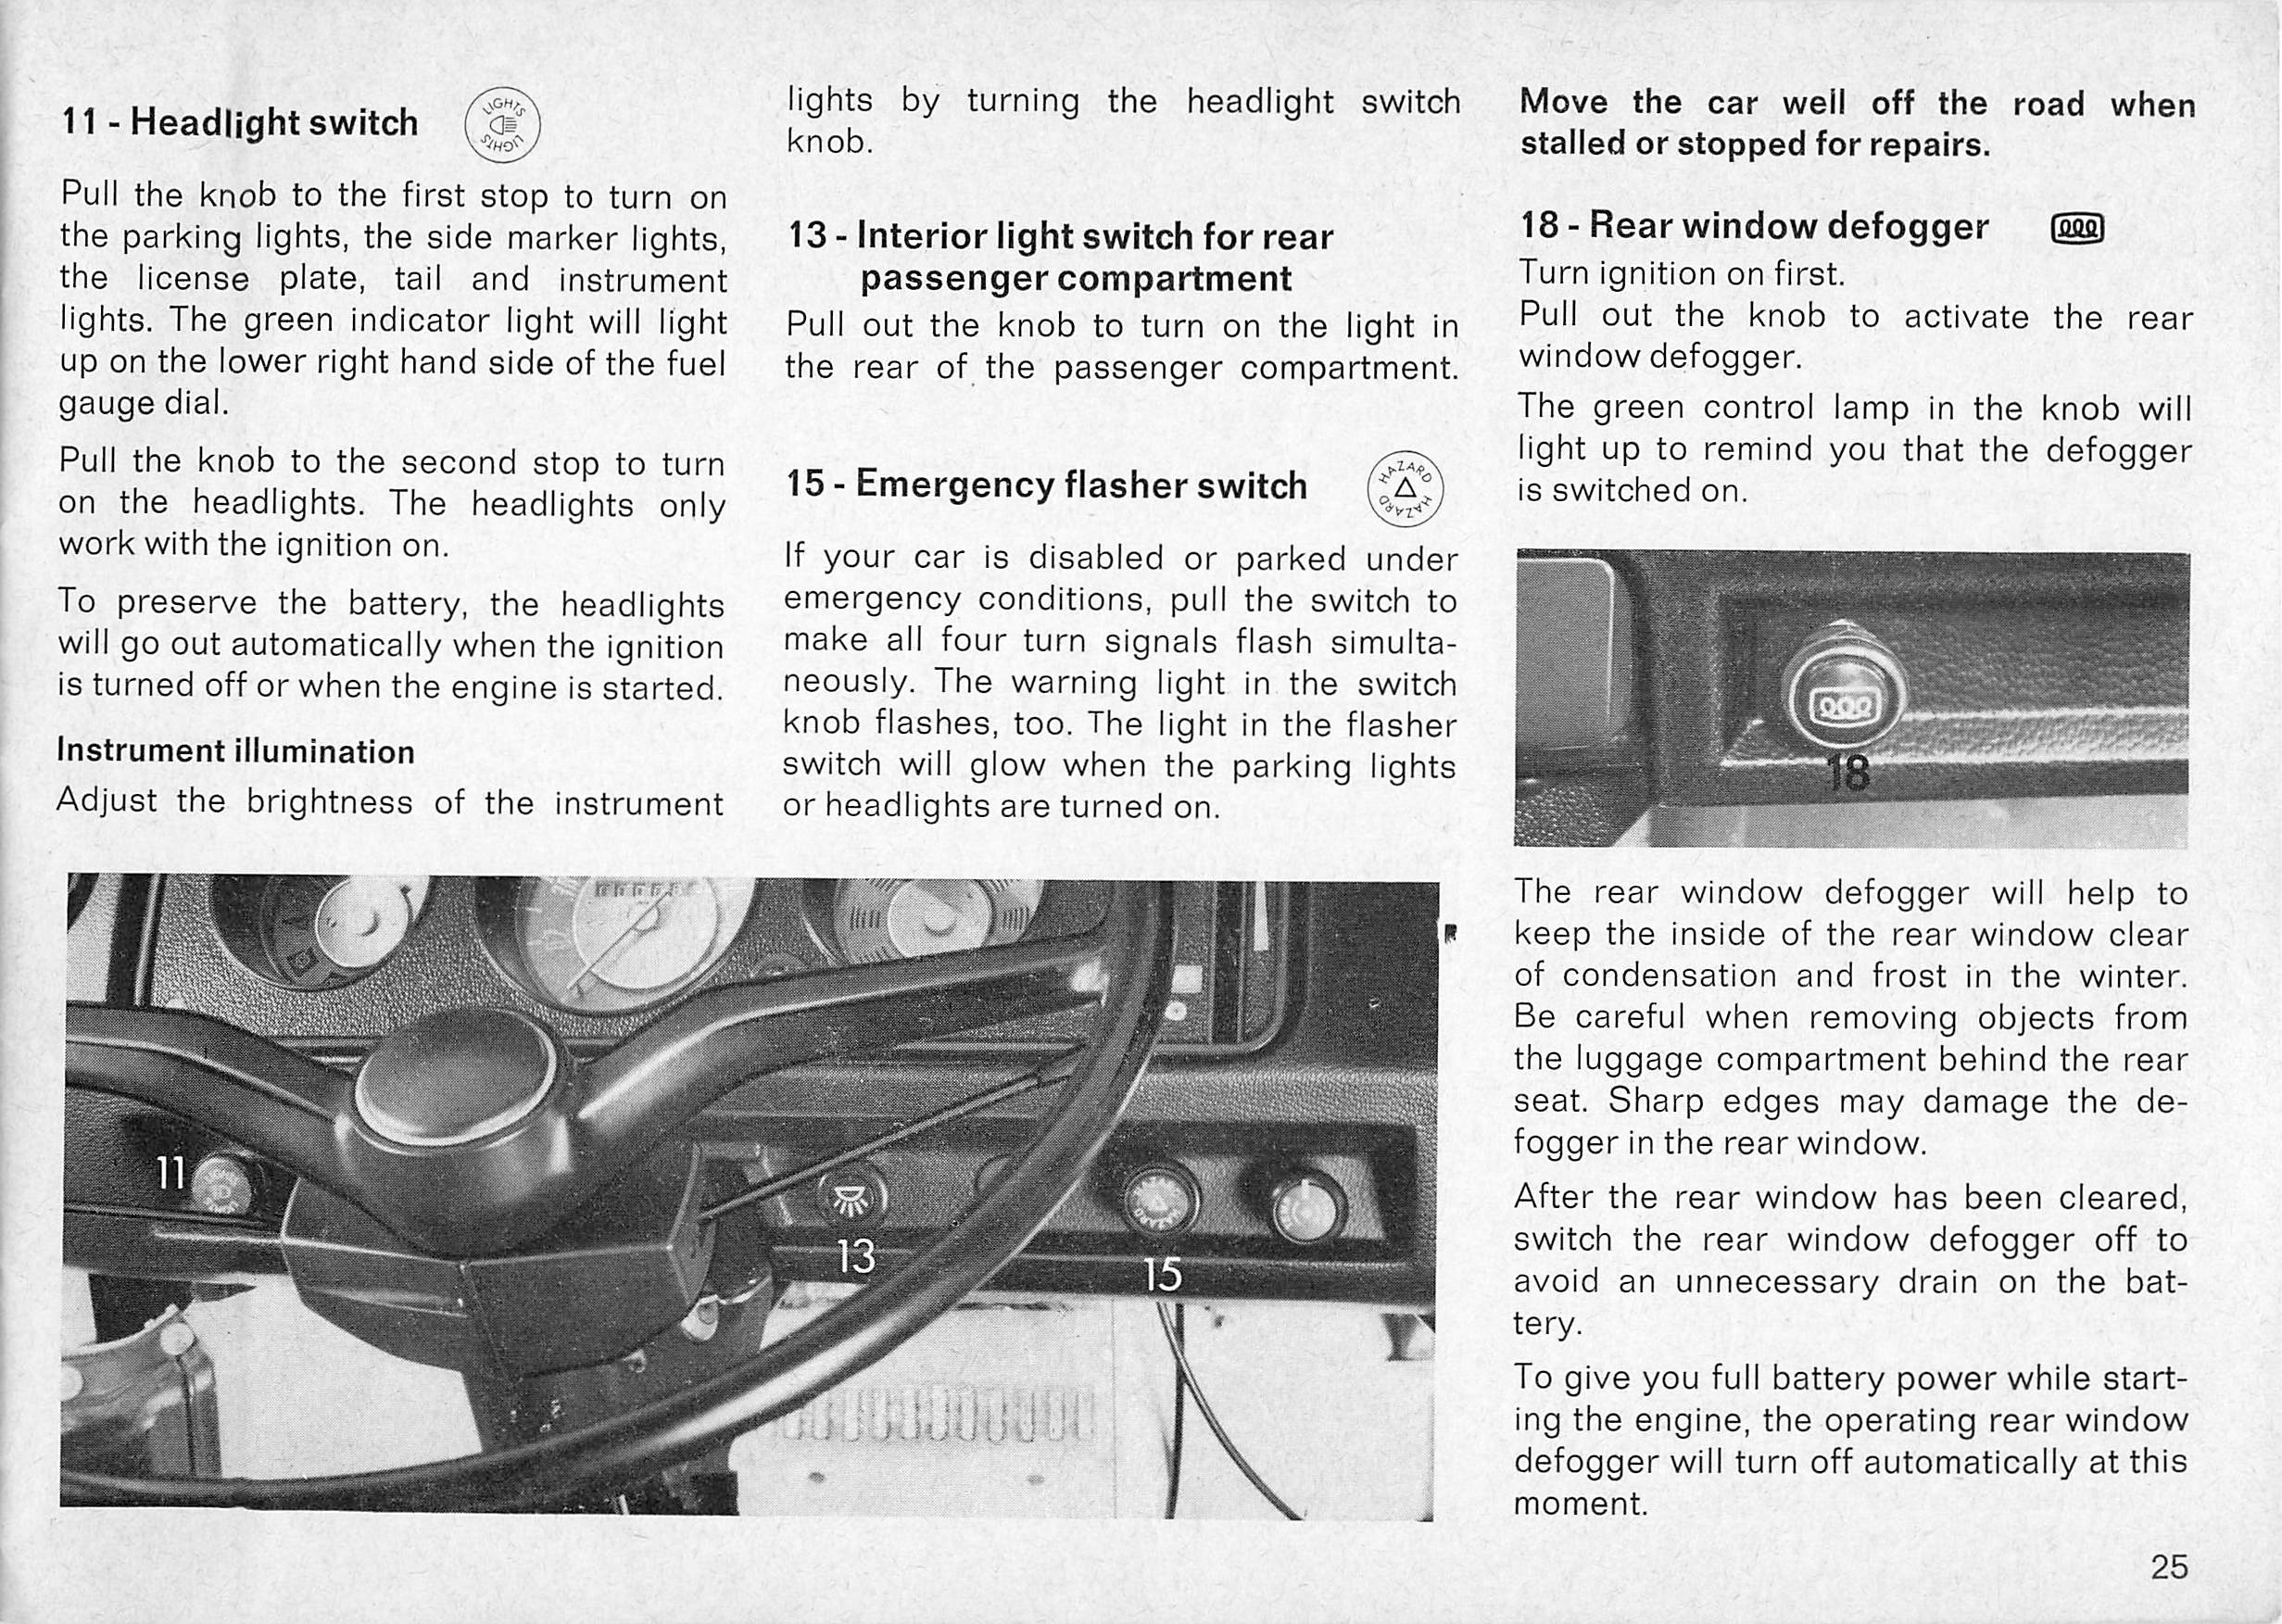 11 - Headlight switch
LIGHTS
LIGHTS
Pull the knob to the first stop to turn on
the parking lights, the side marker lights,
the license plate, tail and instrument
lights. The green indicator light will light
up on the lower right hand side of the fuel
gauge dial.
Pull the knob to the second stop to turn
on the headlights. The headlights only
work with the ignition on.
To preserve the battery, the headlights
will go out automatically when the ignition
is turned off or when the engine is started.
Instrument illumination
Adjust the brightness of the instrument
lights by turning the headlight switch
knob.
13 - Interior light switch for rear
passenger compartment
Pull out the knob to turn on the light in
the rear of the passenger compartment.
15 - Emergency flasher switch
HAZARD
HAZARD
If your car is disabled or parked under
emergency conditions, pull the switch to
make all four turn signals flash simulta-
neously. The warning light in the switch
knob flashes, too. The light in the flasher
switch will glow when the parking lights
or headlights are turned on.
11
13
15
Move the car well off the road when
stalled or stopped for repairs.
18 - Rear window defogger
Turn ignition on first.
Pull out the knob to activate the rear
window defogger.
The green control lamp in the knob will
light up to remind you that the defogger
is switched on.
18
The rear window defogger will help to
keep the inside of the rear window clear
of condensation and frost in the winter.
Be careful when removing objects from
the luggage compartment behind the rear
seat. Sharp edges may damage the de-
fogger in the rear window.
After the rear window has been cleared,
switch the rear window defogger off to
avoid an unnecessary drain on the bat-
tery.
To give you full battery power while start-
ing the engine, the operating rear window
defogger will turn off automatically at this
moment.
25